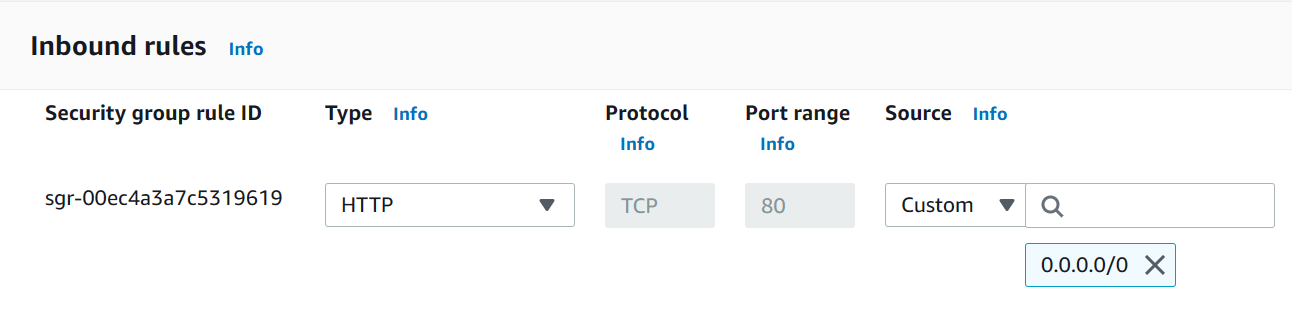 Inbound rules Info
Security group rule ID Type Info Protocol Info Port range Info Source Info
sgr-00ec4a3a7c5319619 HTTP TCP 80 Custom
0.0.0.0/0